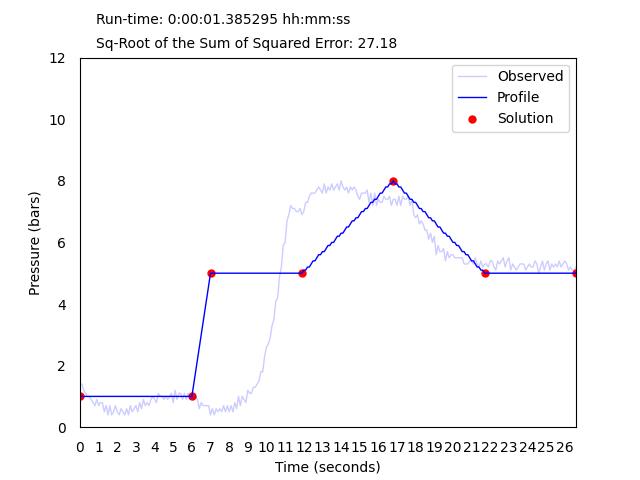 Run-time: 0:00:01.385295 hh:mm:ss
Sq-Root of the Sum of Squared Error: 27.18
12
10
8
6
4
2
0
Pressure (bars)
Observed
Profile
Solution
0 1 2 3 4 5 6 7 8 9 10 11 12 13 14 15 16 17 18 19 20 21 22 23 24 25 26
Time (seconds)